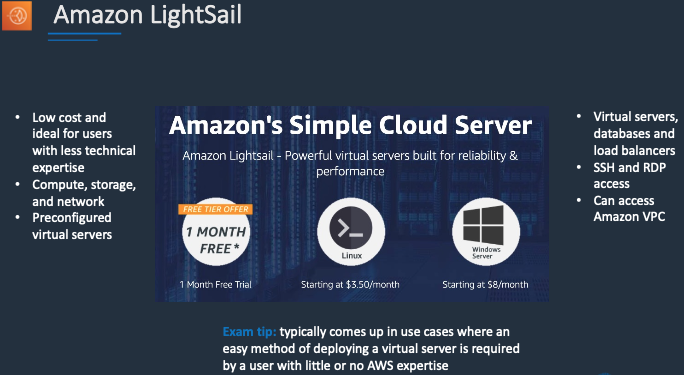 Amazon LightSail
• Low cost and
ideal for users
with less technical
expertise
• Compute, storage,
and network
• Preconfigured
virtual servers
Amazon's Simple Cloud Server
Amazon Lightsail - Powerful virtual servers built for reliability &
performance
FREE TIER OFFER
1 MONTH
FREE*
1 Month Free Trial
Linux
Starting at $3.50/month
Windows
Server
Starting at $8/month
• Virtual servers,
databases and
load balancers
• SSH and RDP
access
• Can access
Amazon VPC
Exam tip: typically comes up in use cases where an
easy method of deploying a virtual server is required
by a user with little or no AWS expertise